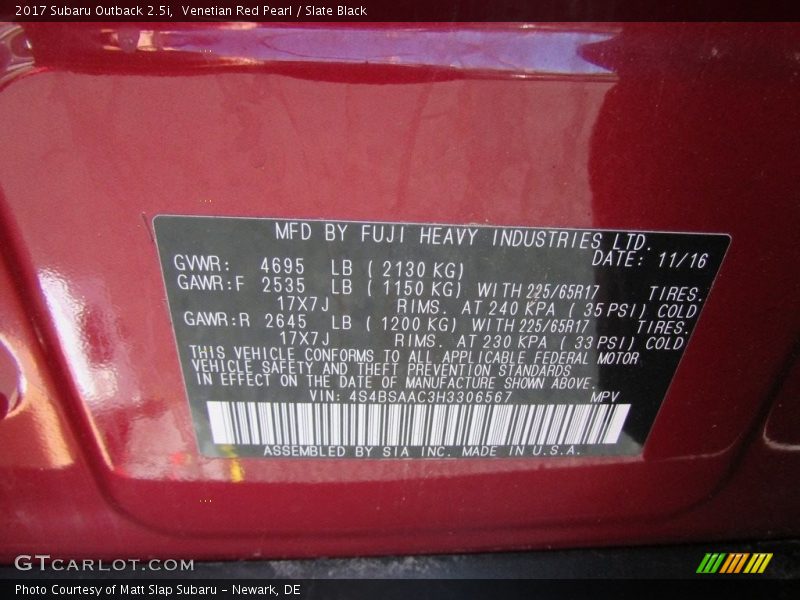 2017 Subaru Outback 2.5i, Venetian Red Pearl / Slate Black
MFD BY FUJI HEAVY INDUSTRIES LTD.
DATE: 11/16
GVWR: 4695 LB ( 2130 KG)
GAWR:F 2535 LB ( 1150 KG) WITH 225/65R17 TIRES.
17X7J RIMS. AT 240 KPA ( 35 PSI) COLD
GAWR:R 2645 LB ( 1200 KG) WITH 225/65R17 TIRES.
17X7J RIMS. AT 230 KPA ( 33 PSI) COLD
THIS VEHICLE CONFORMS TO ALL APPLICABLE FEDERAL MOTOR
VEHICLE SAFETY AND THEFT PREVENTION STANDARDS
IN EFFECT ON THE DATE OF MANUFACTURE SHOWN ABOVE.
VIN: 4S4BSAAC3H3306567 MPV
ASSEMBLED BY SIA INC. MADE IN U.S.A.
GTCARLOT.COM
Photo Courtesy of Matt Slap Subaru - Newark, DE